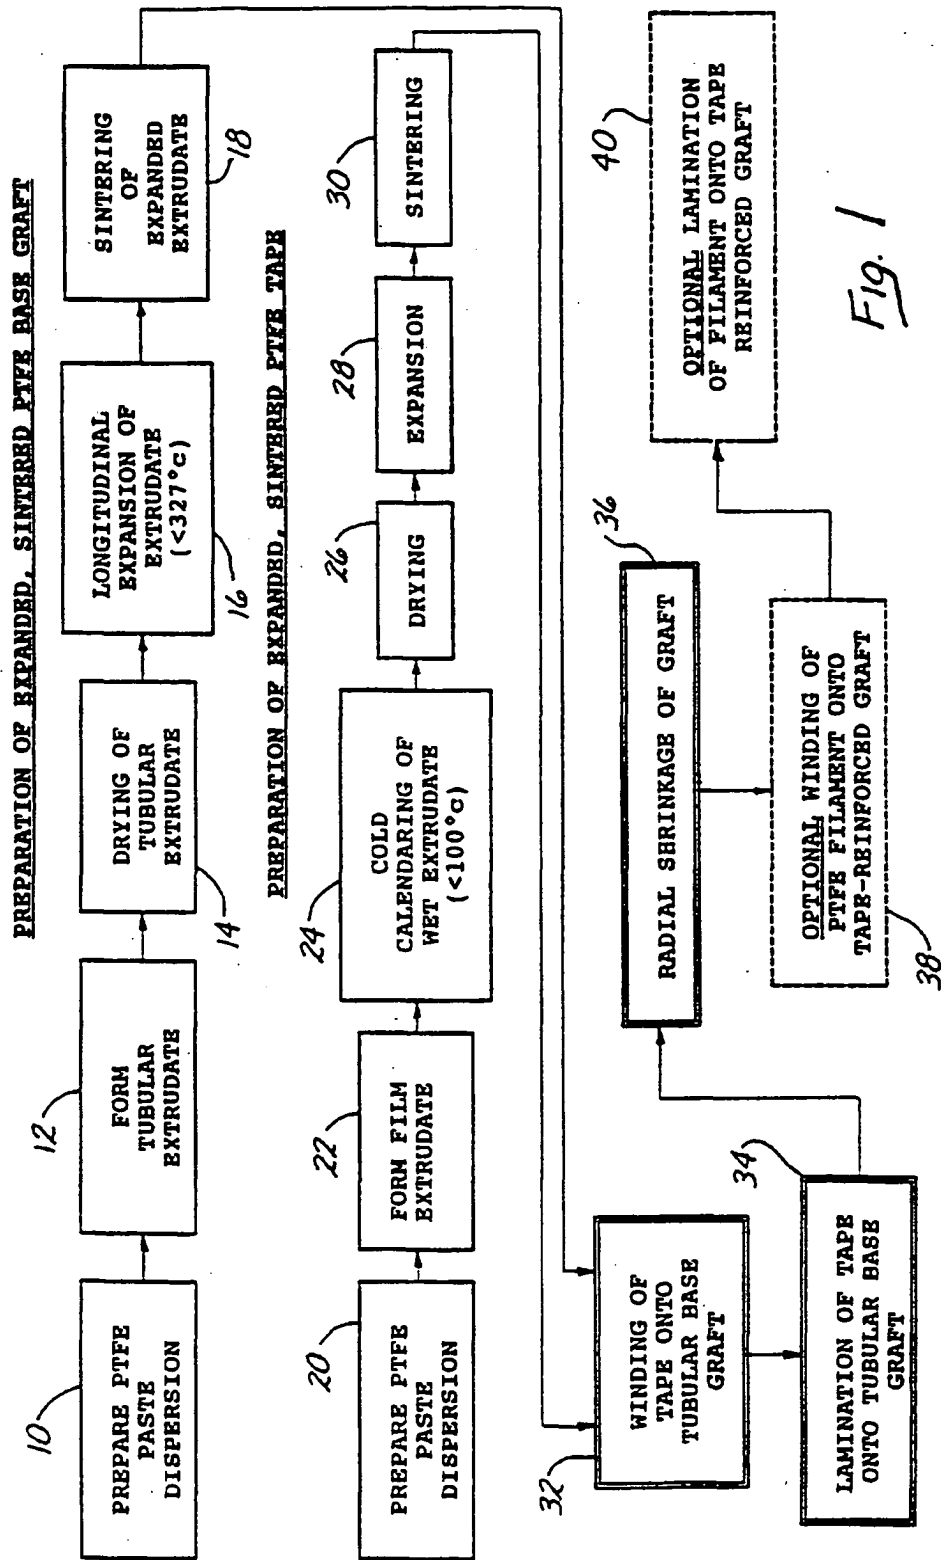 PREPARATION OF EXPANDED, SINTERED PTFE BASE GRAFT
10
PREPARE PTFE
PASTE
DISPERSION
12
FORM
TUBULAR
EXTRUDATE
14
DRYING OF
TUBULAR
EXTRUDATE
16
LONGITUDINAL
EXPANSION OF
EXTRUDATE
(<327°c)
18
SINTERING
OF
EXPANDED
EXTRUDATE
PREPARATION OF EXPANDED, SINTERED PTFE TAPE
20
PREPARE PTFE
PASTE
DISPERSION
22
FORM FILM
EXTRUDATE
24
COLD
CALENDARING OF
WET EXTRUDATE
(<100°c)
26
DRYING
28
EXPANSION
30
SINTERING
32
WINDING OF
TAPE ONTO
TUBULAR BASE
GRAFT
34
LAMINATION OF TAPE
ONTO TUBULAR BASE
GRAFT
36
RADIAL SHRINKAGE OF GRAFT
38
OPTIONAL WINDING OF
PTFE FILAMENT ONTO
TAPE-REINFORCED GRAFT
40
OPTIONAL LAMINATION
OF FILAMENT ONTO TAPE
REINFORCED GRAFT
Fig. 1